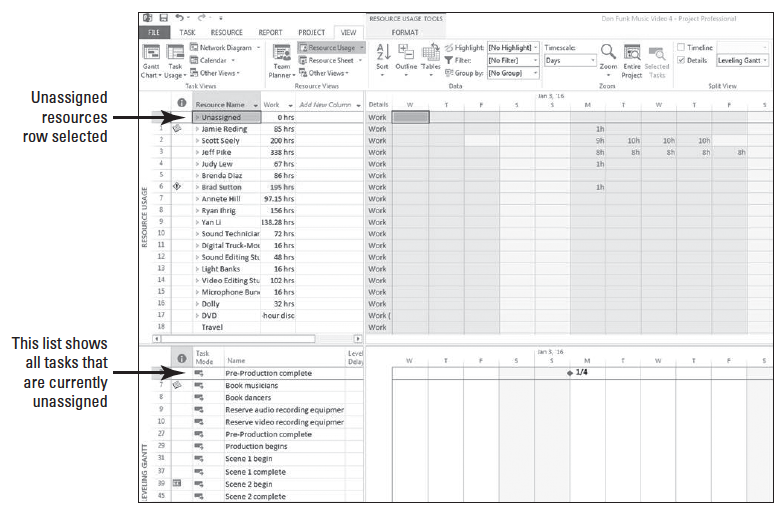 RESOURCE USAGE TOOLS
Don Funk Music Video 4 - Project Professional
FILE TASK RESOURCE REPORT PROJECT VIEW FORMAT
Network Diagram Resource Usage Highlight: [No Highlight] Timescale: Timeline
Calendar Resource Sheet Filter: [No Filter] Days Details Leveling Gantt
Other Views Other Views Group by: [No Group]
Gantt Chart Task Usage Team Planner Sort Outline Tables Zoom Entire Project Selected Tasks
Task Views Resource Views Data Zoom Split View
Unassigned
resources
row selected
Jan 3, '16
Resource Name Work Add New Column Details W T F S S M T W T F S
Unassigned 0 hrs Work
1 Jamie Reding 85 hrs Work 1h
2 Scott Seely 200 hrs Work 9h 10h 10h 10h
3 Jeff Pike 338 hrs Work 8h 8h 8h 8h 8h
4 Judy Lew 67 hrs Work 1h
5 Brenda Diaz 86 hrs Work
6 Brad Sutton 195 hrs Work 1h
7 Annete Hill 97.15 hrs Work
8 Ryan Ihrig 156 hrs Work
9 Yan Li 138.28 hrs Work
10 Sound Technician 72 hrs Work
11 Digital Truck-Mou 16 hrs Work
12 Sound Editing Stu 48 hrs Work
13 Light Banks 16 hrs Work
14 Video Editing Stu 102 hrs Work
15 Microphone Bun 16 hrs Work
16 Dolly 32 hrs Work
17 DVD -hour disc Work (
18 Travel Work
RESOURCE USAGE
This list shows
all tasks that
are currently
unassigned
Jan 3, '16
Task Mode Name Level Delay W T F S S M T W T F S
Pre-Production complete 1/4
7 Book musicians
8 Book dancers
9 Reserve audio recording equipmer
10 Reserve video recording equipmer
27 Pre-Production complete
29 Production begins
31 Scene 1 begin
37 Scene 1 complete
39 Scene 2 begin
45 Scene 2 complete
LEVELING GANTT